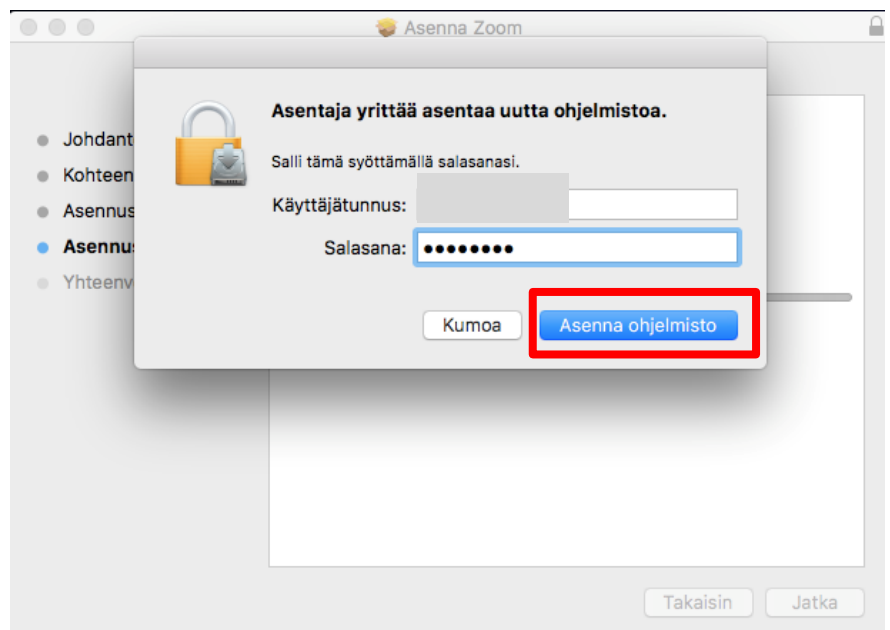 Asenna Zoom
Asentaja yrittää asentaa uutta ohjelmistoa.
Salli tämä syöttämällä salasanasi.
Käyttäjätunnus:
Salasana: ••••••••
Kumoa
Asenna ohjelmisto
Johdant
Kohteen
Asennus
Asennus
Yhteenv
Takaisin
Jatka